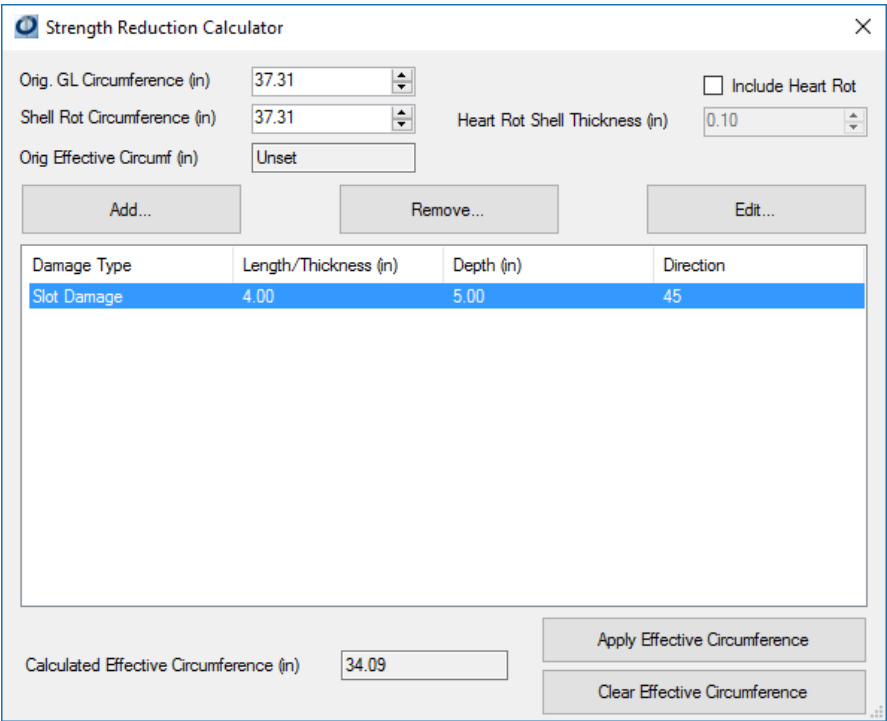 Strength Reduction Calculator
Orig. GL Circumference (in) 37.31 Include Heart Rot
Shell Rot Circumference (in) 37.31 Heart Rot Shell Thickness (in) 0.10
Orig Effective Circumf (in) Unset
Add... Remove... Edit...
Damage Type Length/Thickness (in) Depth (in) Direction
Slot Damage 4.00 5.00 45
Apply Effective Circumference
Calculated Effective Circumference (in) 34.09
Clear Effective Circumference